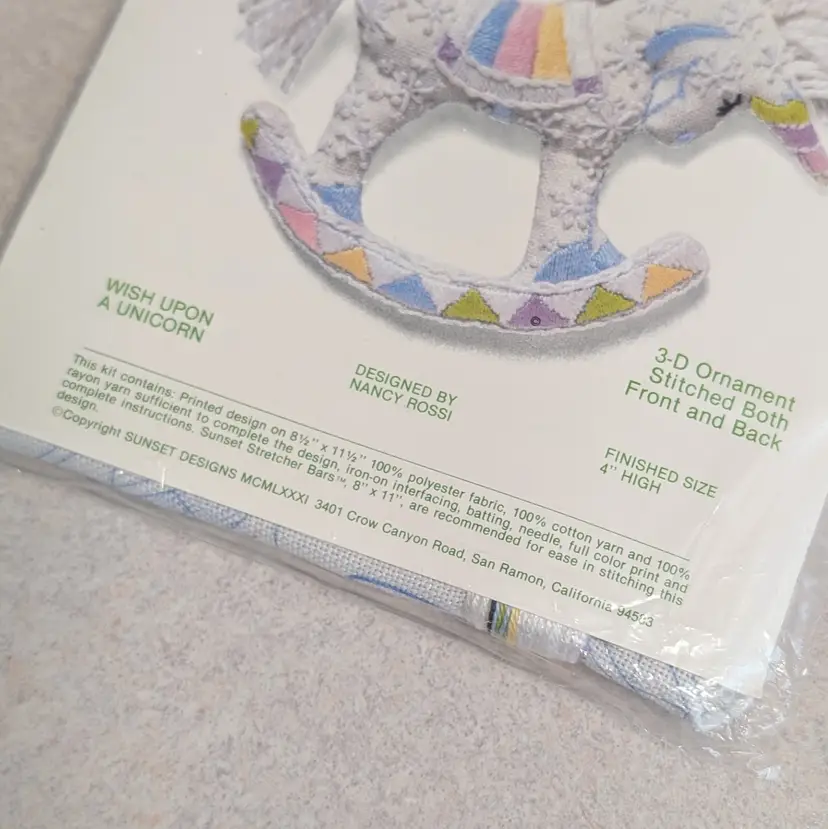 WISH UPON
A UNICORN
DESIGNED BY
NANCY ROSSI
3-D Ornament
Stitched Both
Front and Back
FINISHED SIZE
4" HIGH
This kit contains: Printed design on 8½" x 11½" 100% polyester fabric, 100% cotton yarn and 100%
rayon yarn sufficient to complete the design, iron-on interfacing, batting, needle, full color print and
complete instructions. Sunset Stretcher Bars™, 8" x 11", are recommended for ease in stitching this
design.
©Copyright SUNSET DESIGNS MCMLXXXI 3401 Crow Canyon Road, San Ramon, California 94583